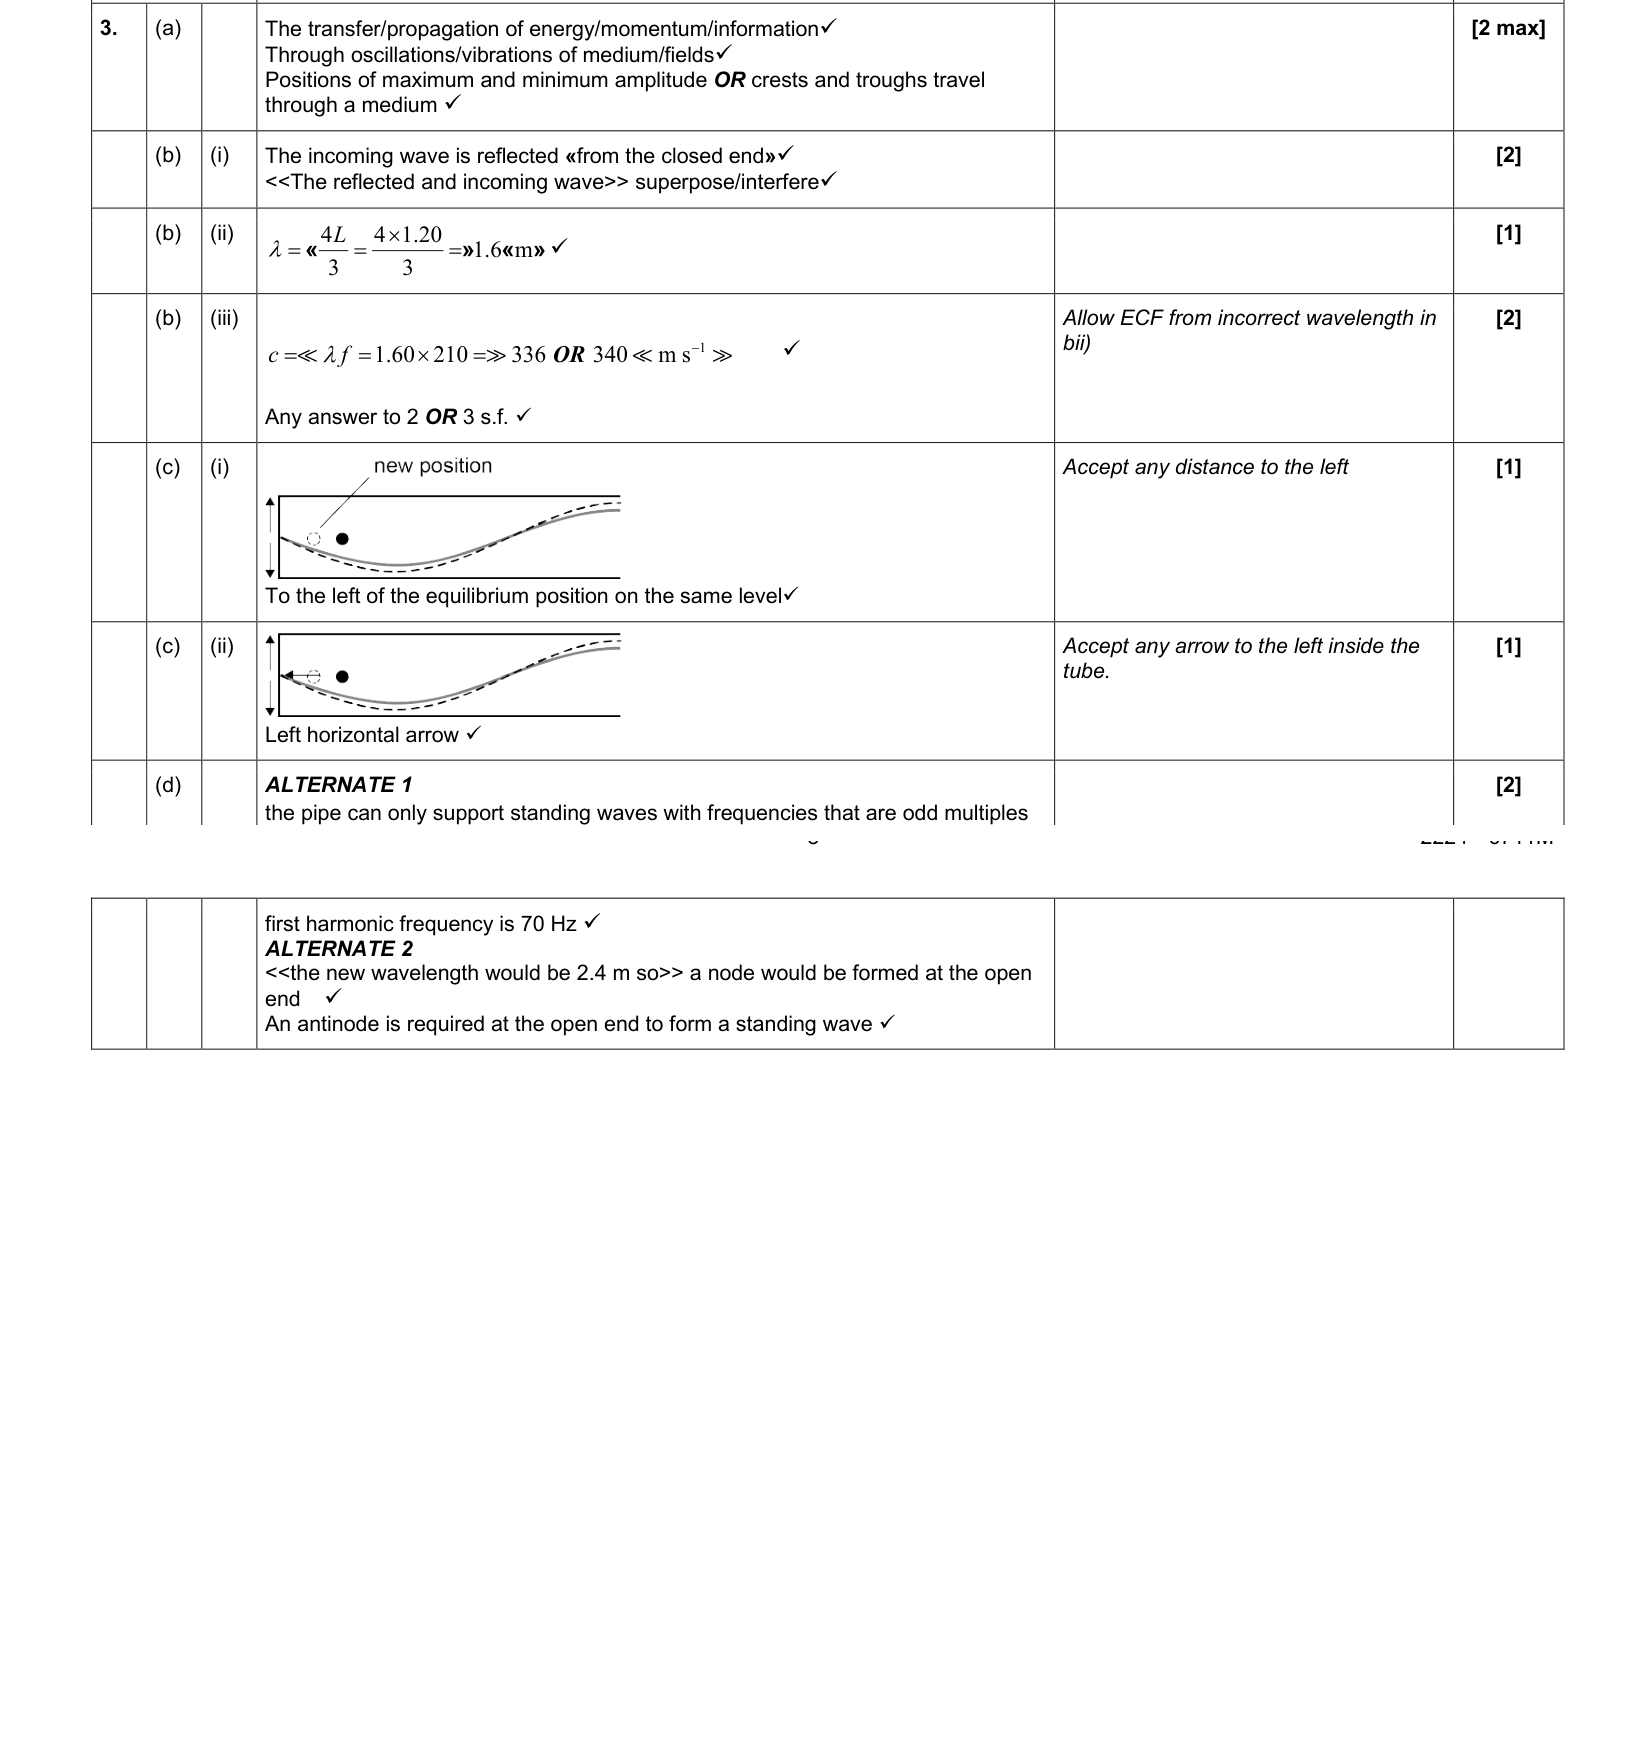 3. (a) The transfer/propagation of energy/momentum/information✓ [2 max]
Through oscillations/vibrations of medium/fields✓
Positions of maximum and minimum amplitude OR crests and troughs travel
through a medium ✓
(b) (i) The incoming wave is reflected «from the closed end»✓ [2]
<<The reflected and incoming wave>> superpose/interfere✓
(b) (ii) λ = «4L/3 = 4×1.20/3 =»1.6«m» ✓ [1]
(b) (iii) Allow ECF from incorrect wavelength in [2]
bii)
c =≪ λf = 1.60×210 =≫ 336 OR 340 ≪ m s⁻¹ ≫ ✓
Any answer to 2 OR 3 s.f. ✓
(c) (i) new position Accept any distance to the left [1]
To the left of the equilibrium position on the same level✓
(c) (ii) Accept any arrow to the left inside the [1]
tube.
Left horizontal arrow ✓
(d) ALTERNATE 1 [2]
the pipe can only support standing waves with frequencies that are odd multiples
first harmonic frequency is 70 Hz ✓
ALTERNATE 2
<<the new wavelength would be 2.4 m so>> a node would be formed at the open
end ✓
An antinode is required at the open end to form a standing wave ✓